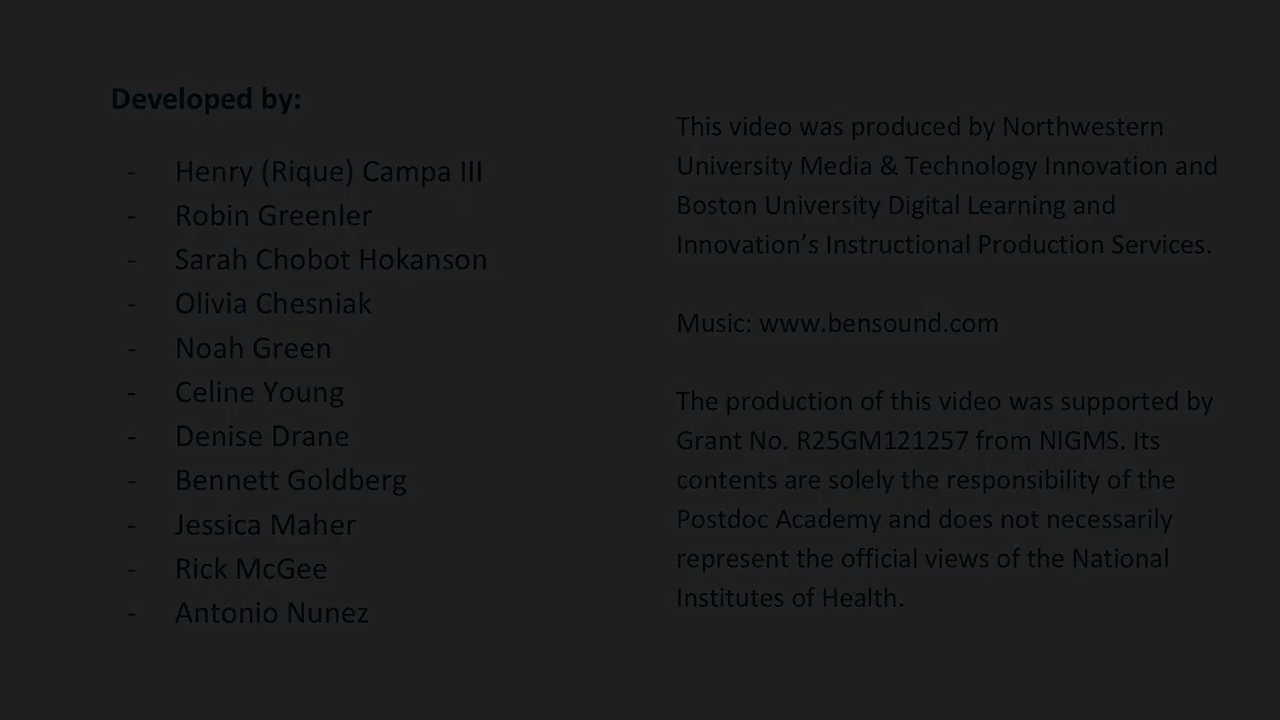 Developed by:
- Henry (Rique) Campa III
- Robin Greenler
- Sarah Chobot Hokanson
- Olivia Chesniak
- Noah Green
- Celine Young
- Denise Drane
- Bennett Goldberg
- Jessica Maher
- Rick McGee
- Antonio Nunez
This video was produced by Northwestern
University Media & Technology Innovation and
Boston University Digital Learning and
Innovation’s Instructional Production Services.
Music: www.bensound.com
The production of this video was supported by
Grant No. R25GM121257 from NIGMS. Its
contents are solely the responsibility of the
Postdoc Academy and does not necessarily
represent the official views of the National
Institutes of Health.